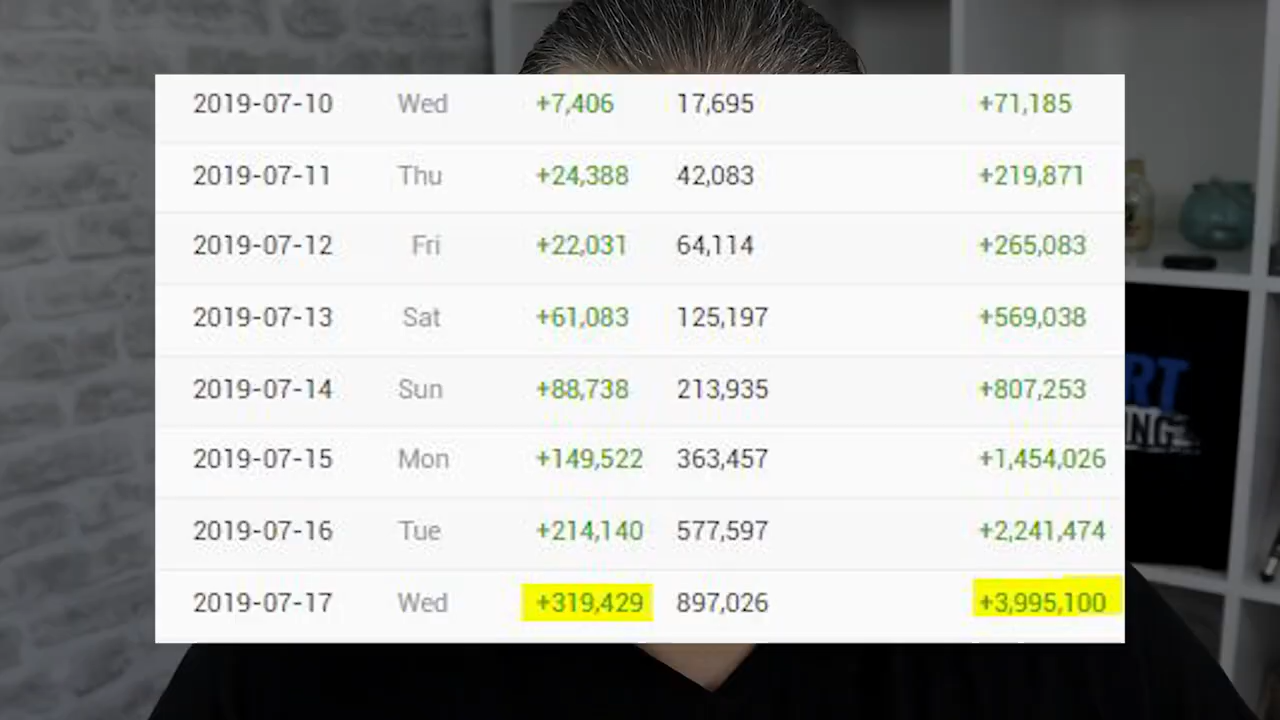 2019-07-10 Wed +7,406 17,695 +71,185
2019-07-11 Thu +24,388 42,083 +219,871
2019-07-12 Fri +22,031 64,114 +265,083
2019-07-13 Sat +61,083 125,197 +569,038
2019-07-14 Sun +88,738 213,935 +807,253
2019-07-15 Mon +149,522 363,457 +1,454,026
2019-07-16 Tue +214,140 577,597 +2,241,474
2019-07-17 Wed +319,429 897,026 +3,995,100